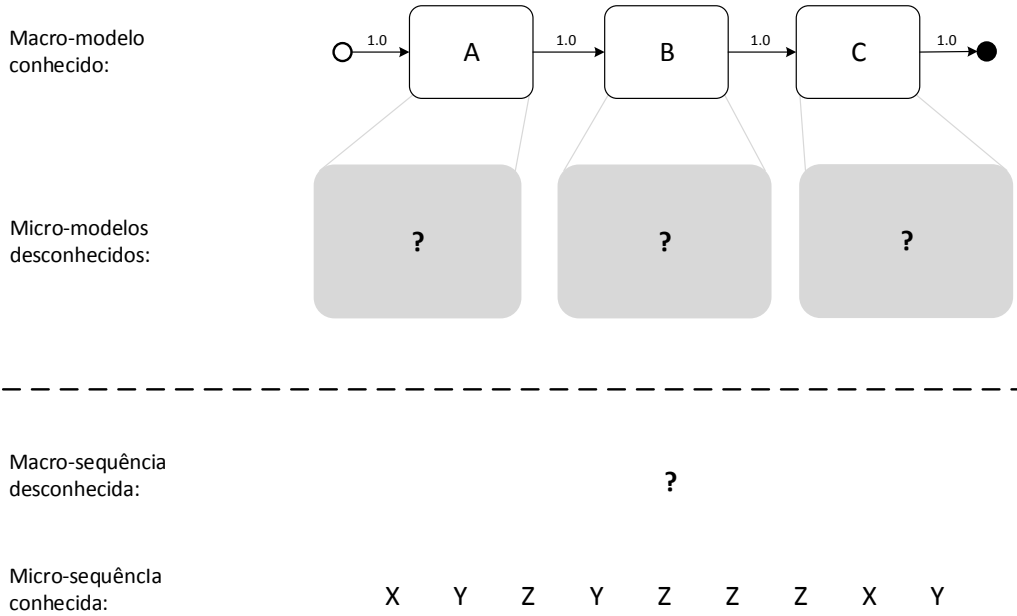 Macro-modelo
conhecido:
1.0
A
1.0
B
1.0
C
1.0
Micro-modelos
desconhecidos:
?
?
?
Macro-sequência
desconhecida:
?
Micro-sequêncIa
conhecida:
X Y Z Y Z Z Z X Y